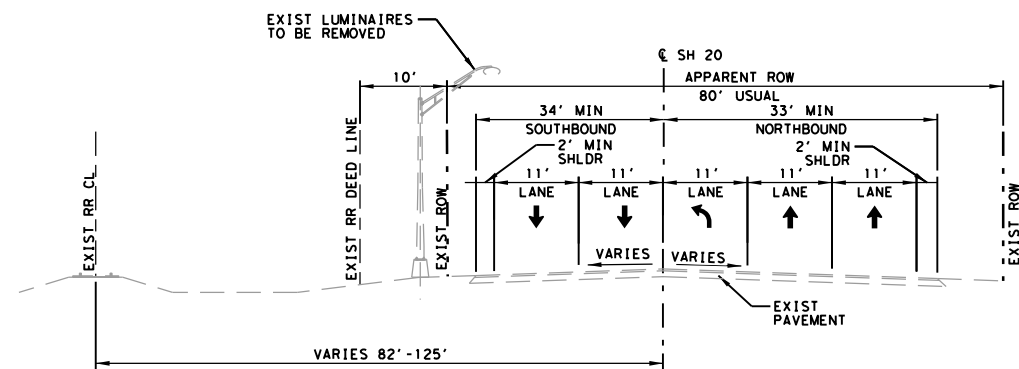 EXIST LUMINAIRES
TO BE REMOVED
℄ SH 20
10'
APPARENT ROW
80' USUAL
34' MIN
33' MIN
SOUTHBOUND
NORTHBOUND
2' MIN
SHLDR
2' MIN
SHLDR
11'
LANE
11'
LANE
11'
LANE
11'
LANE
11'
LANE
EXIST RR CL
EXIST RR DEED LINE
EXIST ROW
EXIST ROW
VARIES
VARIES
EXIST
PAVEMENT
VARIES 82'-125'